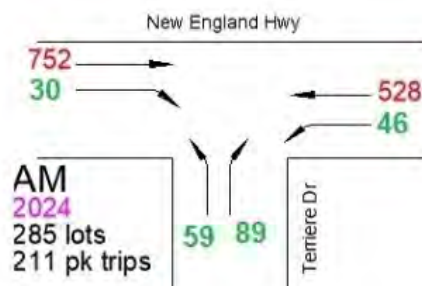 New England Hwy
752
30
528
46
AM
2024
285 lots
211 pk trips
59 89
Terriere Dr